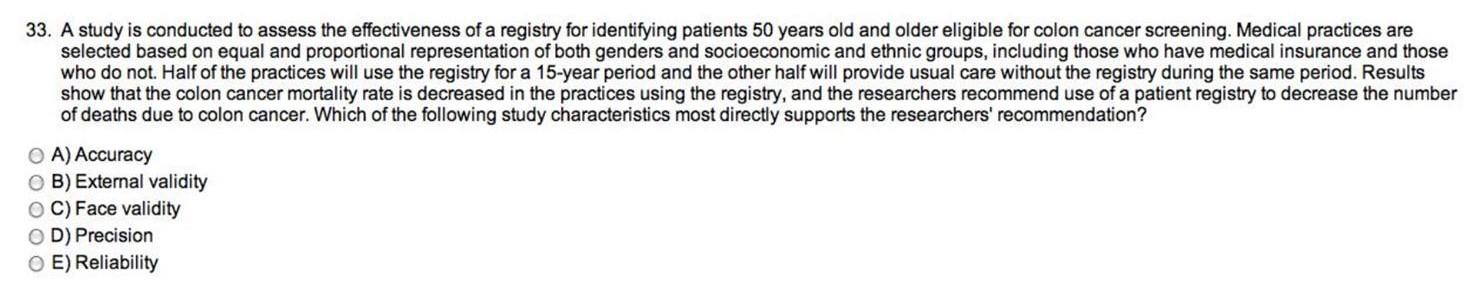 33. A study is conducted to assess the effectiveness of a registry for identifying patients 50 years old and older eligible for colon cancer screening. Medical practices are
selected based on equal and proportional representation of both genders and socioeconomic and ethnic groups, including those who have medical insurance and those
who do not. Half of the practices will use the registry for a 15-year period and the other half will provide usual care without the registry during the same period. Results
show that the colon cancer mortality rate is decreased in the practices using the registry, and the researchers recommend use of a patient registry to decrease the number
of deaths due to colon cancer. Which of the following study characteristics most directly supports the researchers' recommendation?
A) Accuracy
B) External validity
C) Face validity
D) Precision
E) Reliability